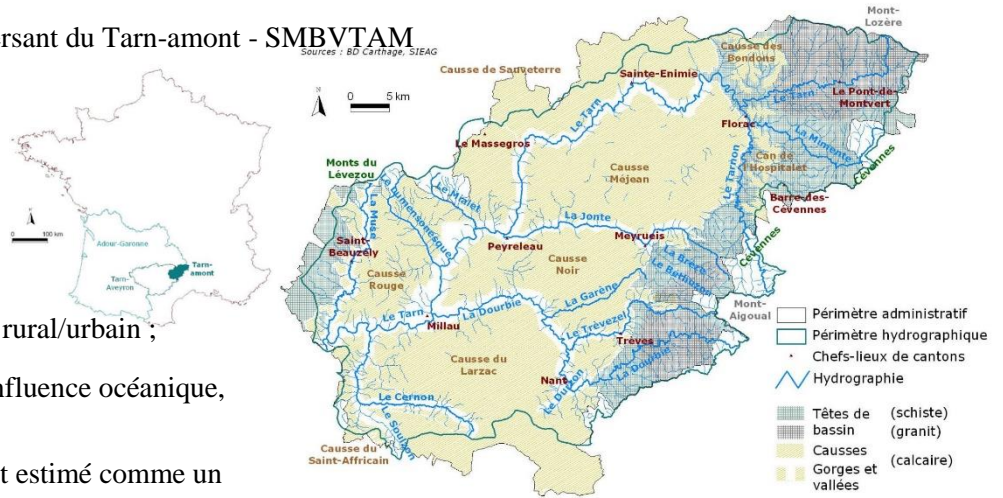 ersant du Tarn-amont - SMBVTAM
Sources : BD Carthage, SIEAG
rural/urbain ;
nfluence océanique,
t estimé comme un
N
0 100 km
Adour-Garonne
Tarn-Aveyron
Tarn-amont
N
0 5 km
Mont-Lozère
Causse des Bondons
Causse de Sauveterre
Sainte-Enimie
Le Tarn
Le Tarn
Le Pont-de-Montvert
Florac
La Mimente
Le Massegros
Can de l'Hospitalet
Cévennes
Monts du Lévezou
Causse Méjean
Le Tarnon
Barre-des-Cévennes
La Muse
La Lumensonesque
La Jonte
Meyrueis
Cévennes
Saint-Beauzély
Peyreleau
Causse Noir
La Brèze
Le Bethuzon
Causse Rouge
La Garène
Mont-Aigoual
Le Tarn
La Dourbie
Millau
Le Trévezel
Trèves
La Dourbie
Causse du Larzac
Nant
Le Durzon
Le Cernon
Le Soulzon
Causse du Saint-Affricain
Périmètre administratif
Périmètre hydrographique
Chefs-lieux de cantons
Hydrographie
Têtes de bassin
(schiste)
(granit)
Causses
Gorges et vallées
(calcaire)